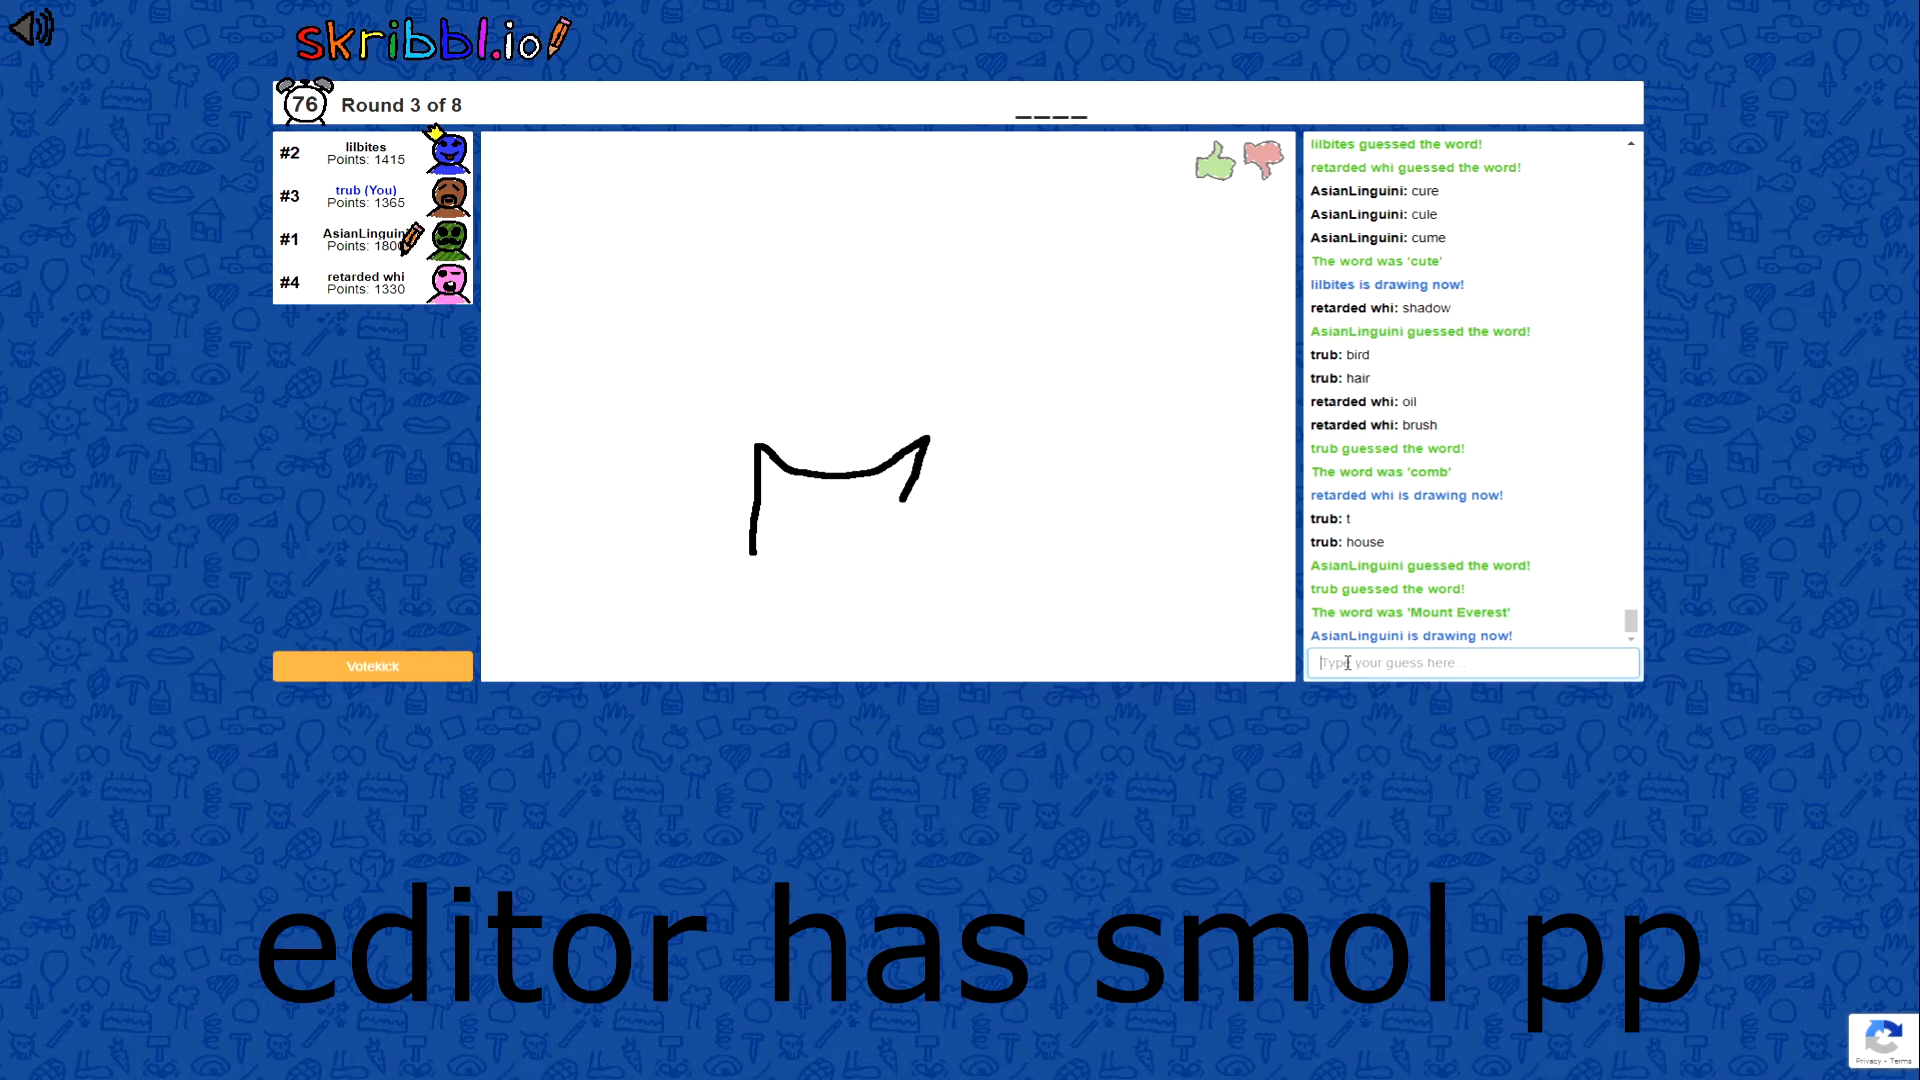 skribbl.io
76
Round 3 of 8
____
#2
lilbites
Points: 1415
#3
trub (You)
Points: 1365
#1
AsianLinguin
Points: 1800
#4
retarded whi
Points: 1330
Votekick
lilbites guessed the word!
retarded whi guessed the word!
AsianLinguini: cure
AsianLinguini: cule
AsianLinguini: cume
The word was 'cute'
lilbites is drawing now!
retarded whi: shadow
AsianLinguini guessed the word!
trub: bird
trub: hair
retarded whi: oil
retarded whi: brush
trub guessed the word!
The word was 'comb'
retarded whi is drawing now!
trub: t
trub: house
AsianLinguini guessed the word!
trub guessed the word!
The word was 'Mount Everest'
AsianLinguini is drawing now!
Type your guess here...
editor has smol pp
Privacy - Terms